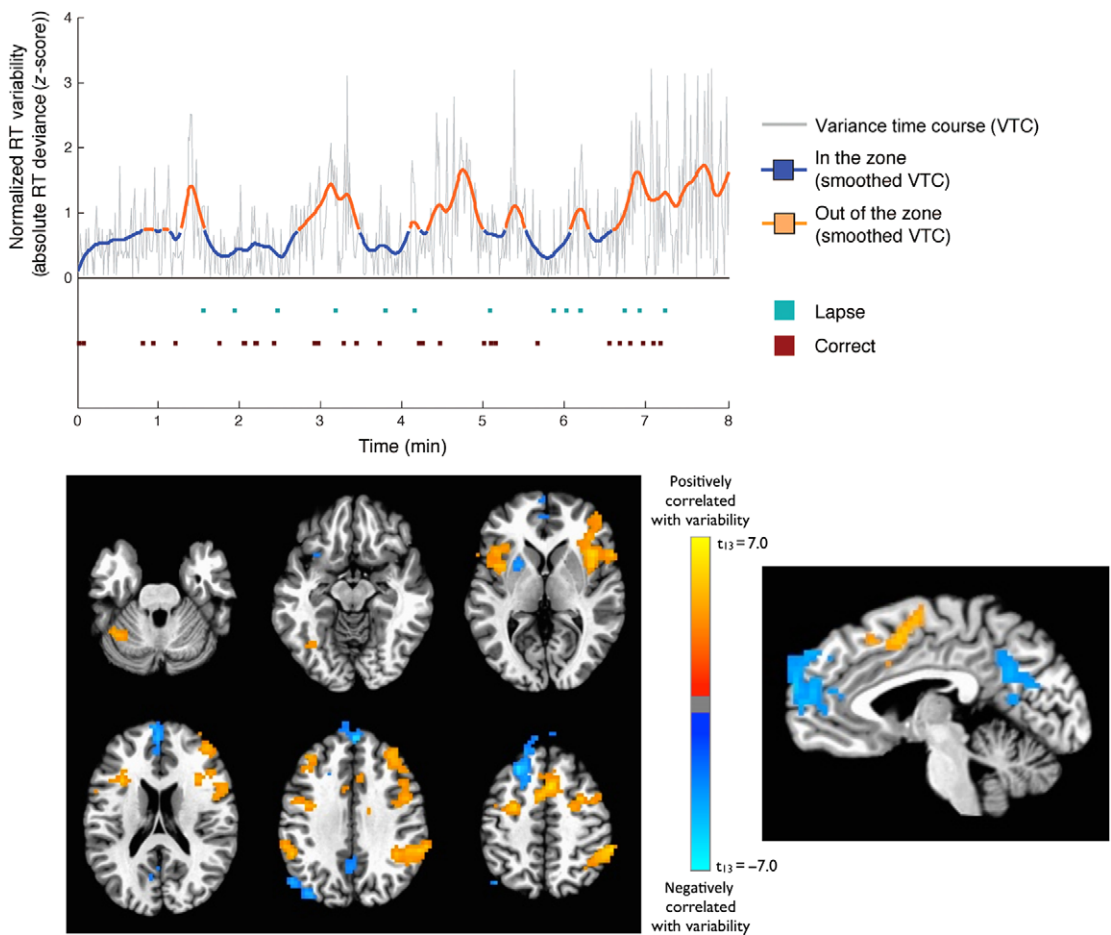 Normalized RT variability
(absolute RT deviance (z-score))
4
3
2
1
0
0
1
2
3
4
5
6
7
8
Time (min)
Variance time course (VTC)
In the zone
(smoothed VTC)
Out of the zone
(smoothed VTC)
Lapse
Correct
Positively
correlated
with variability
t13 = 7.0
t13 = −7.0
Negatively
correlated
with variability